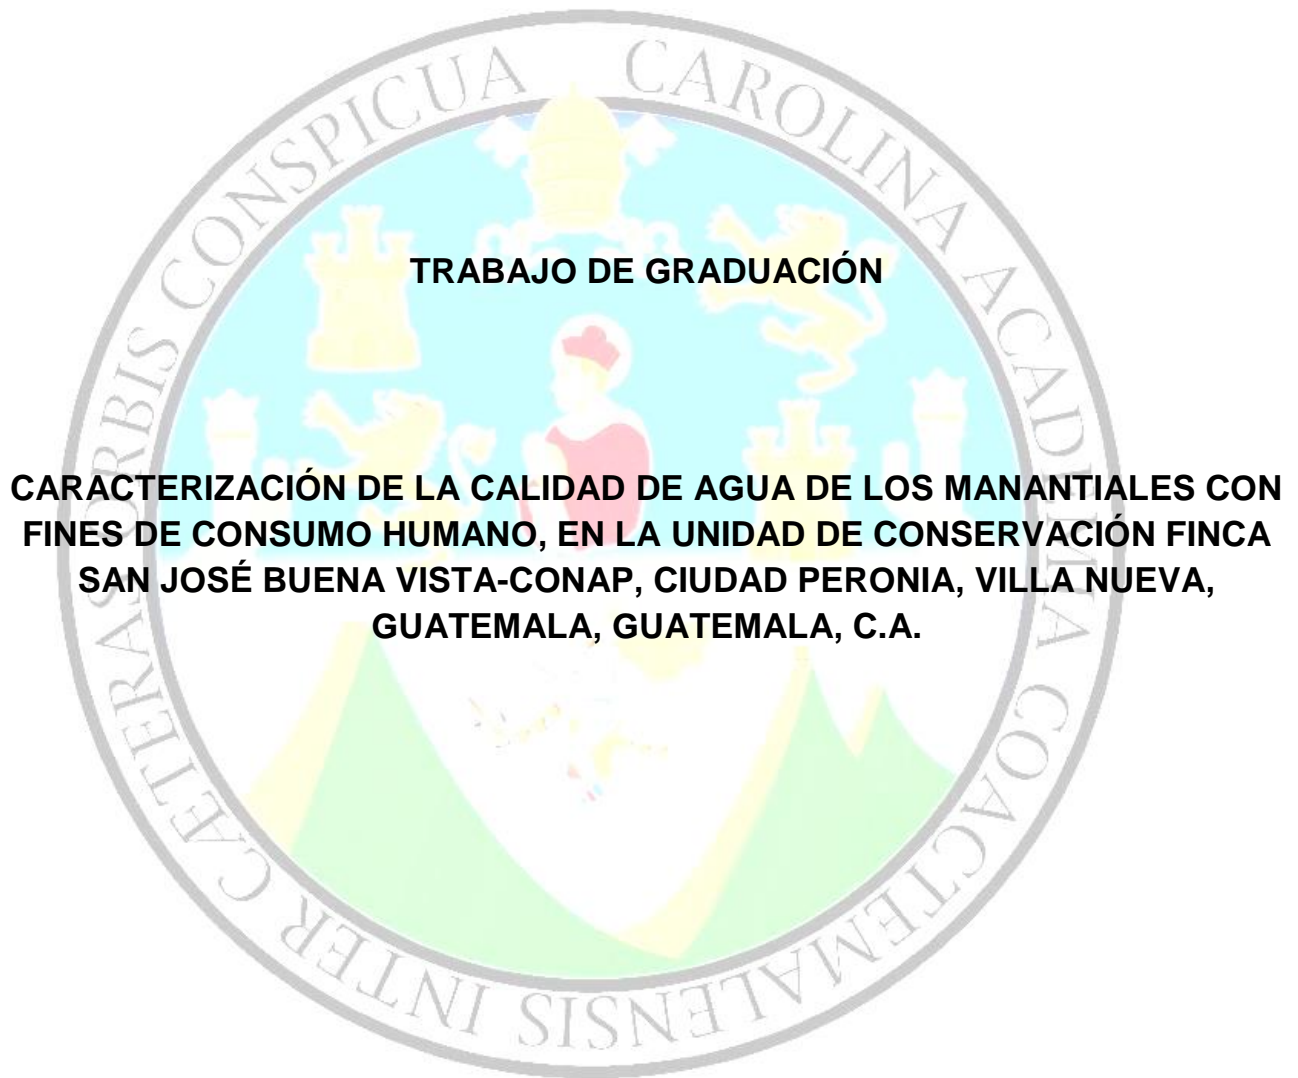 TRABAJO DE GRADUACIÓN
CARACTERIZACIÓN DE LA CALIDAD DE AGUA DE LOS MANANTIALES CON
FINES DE CONSUMO HUMANO, EN LA UNIDAD DE CONSERVACIÓN FINCA
SAN JOSÉ BUENA VISTA-CONAP, CIUDAD PERONIA, VILLA NUEVA,
GUATEMALA, GUATEMALA, C.A.
CAETERAS ORBIS CONSPICUA CAROLINA ACADEMIA COACTEMALENSIS INTER